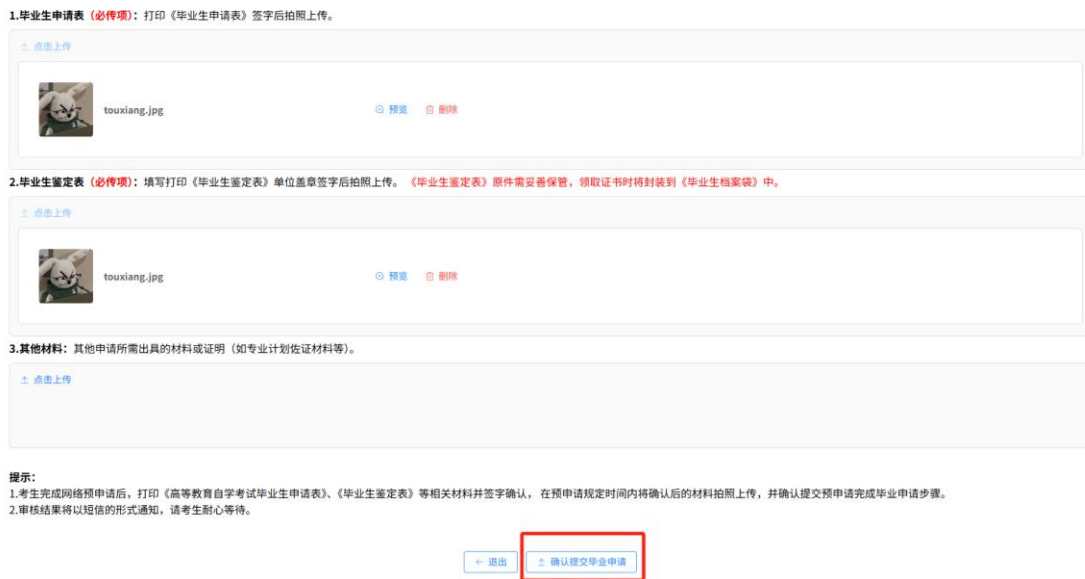 1.毕业生申请表（必传项）：打印《毕业生申请表》签字后拍照上传。
点击上传
touxiang.jpg 预览 删除
2.毕业生鉴定表（必传项）：填写打印《毕业生鉴定表》单位盖章签字后拍照上传。 《毕业生鉴定表》原件需妥善保管，领取证书时将封装到《毕业生档案袋》中。
点击上传
touxiang.jpg 预览 删除
3.其他材料：其他申请所需出具的材料或证明（如专业计划佐证材料等）。
点击上传
提示：
1.考生完成网络预申请后，打印《高等教育自学考试毕业生申请表》、《毕业生鉴定表》等相关材料并签字确认， 在预申请规定时间内将确认后的材料拍照上传，并确认提交预申请完成毕业申请步骤。
2.审核结果将以短信的形式通知，请考生耐心等待。
退出 确认提交毕业申请